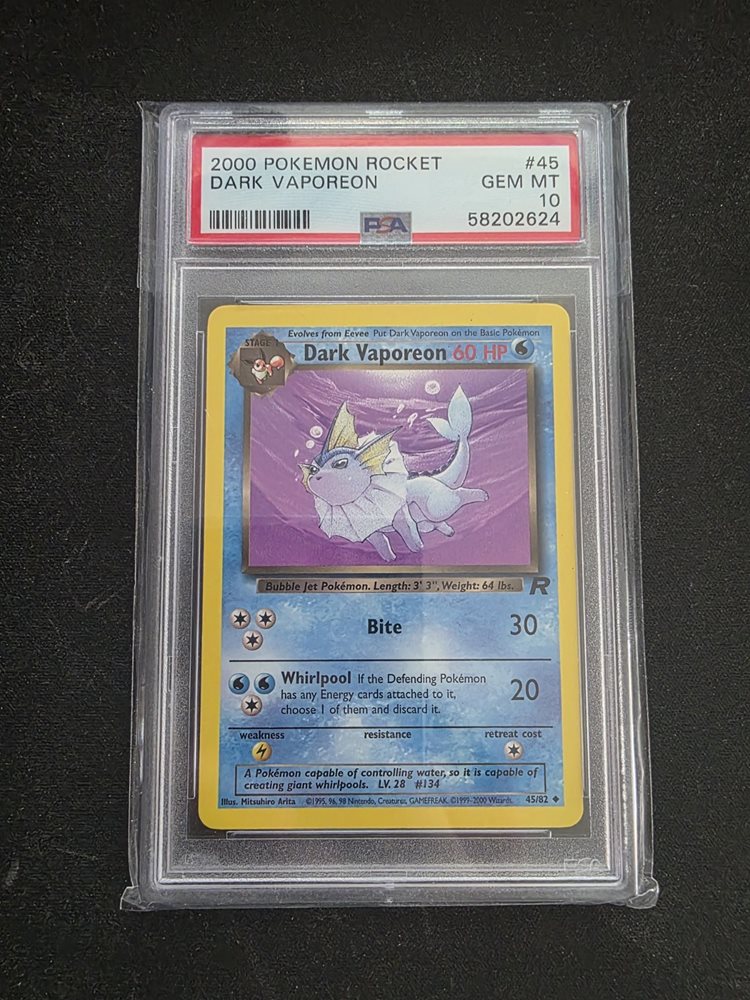 2000 POKEMON ROCKET #45
DARK VAPOREON GEM MT
10
PSA 58202624
Evolves from Eevee Put Dark Vaporeon on the Basic Pokémon
STAGE 1
Dark Vaporeon 60 HP
Bubble Jet Pokémon. Length: 3' 3", Weight: 64 lbs.
R
Bite 30
Whirlpool If the Defending Pokémon
has any Energy cards attached to it,
choose 1 of them and discard it.
20
weakness resistance retreat cost
A Pokémon capable of controlling water, so it is capable of
creating giant whirlpools. LV. 28 #134
Illus. Mitsuhiro Arita ©1995, 96, 98 Nintendo, Creatures, GAMEFREAK. ©1999-2000 Wizards. 45/82